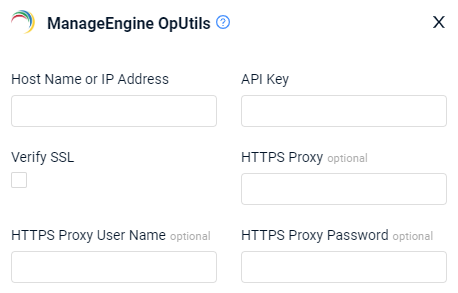 ManageEngine OpUtils ?
X
Host Name or IP Address
API Key
Verify SSL
HTTPS Proxy optional
HTTPS Proxy User Name optional
HTTPS Proxy Password optional